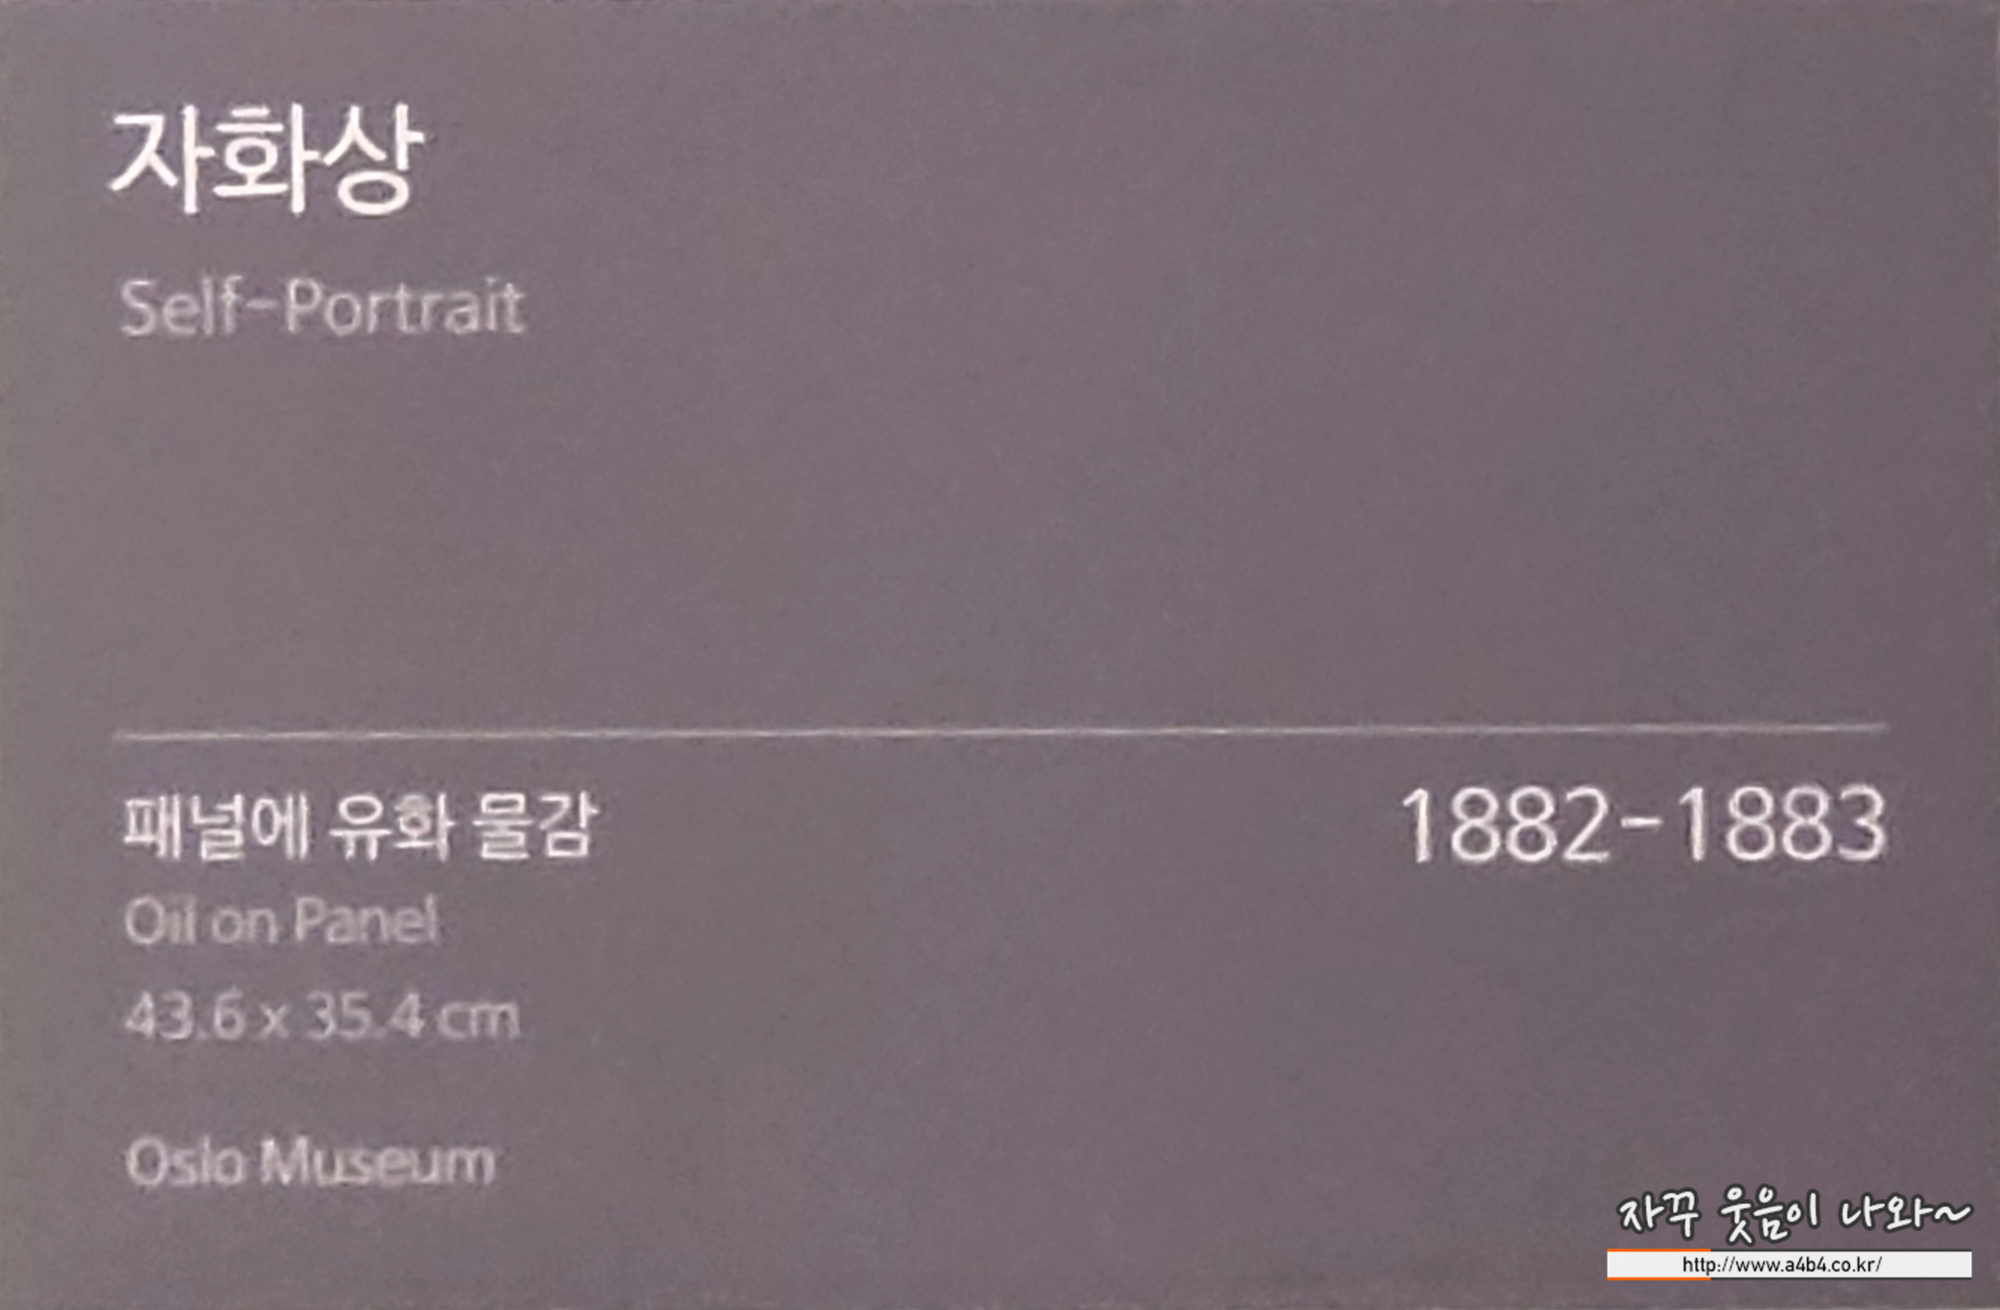 자화상
Self-Portrait
패널에 유화 물감
1882-1883
Oil on Panel
43.6 x 35.4 cm
Oslo Museum
자꾸 웃음이 나와~
http://www.a4b4.co.kr/